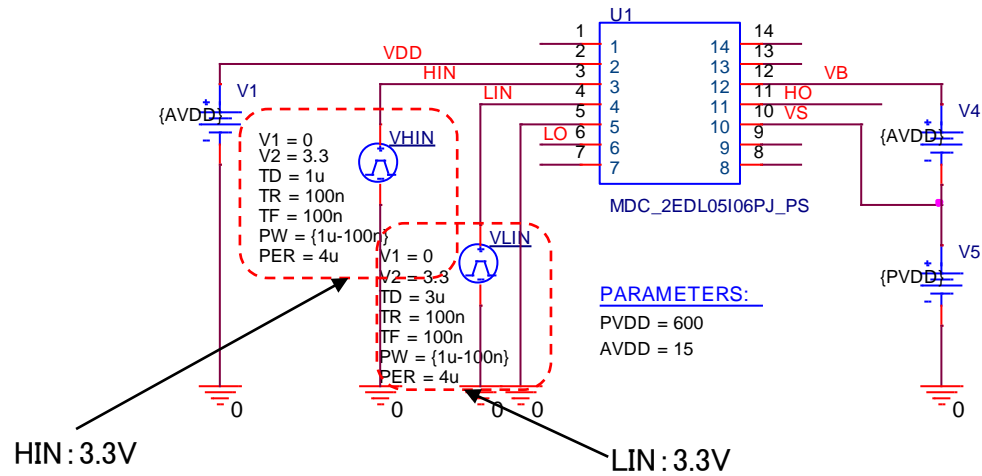 U1
1
2
3
4
5
6
7
1
2
3
4
5
6
7
14
13
12
11
10
9
8
14
13
12
11
10
9
8
MDC_2EDL05I06PJ_PS
VDD
HIN
LIN
LO
VB
HO
VS
V1
{AVDD}
VHIN
V1 = 0
V2 = 3.3
TD = 1u
TR = 100n
TF = 100n
PW = {1u-100n}
PER = 4u
VLIN
V1 = 0
V2 = 3.3
TD = 3u
TR = 100n
TF = 100n
PW = {1u-100n}
PER = 4u
V4
{AVDD}
V5
{PVDD}
PARAMETERS:
PVDD = 600
AVDD = 15
0
0
0
0
0
HIN:3.3V
LIN:3.3V